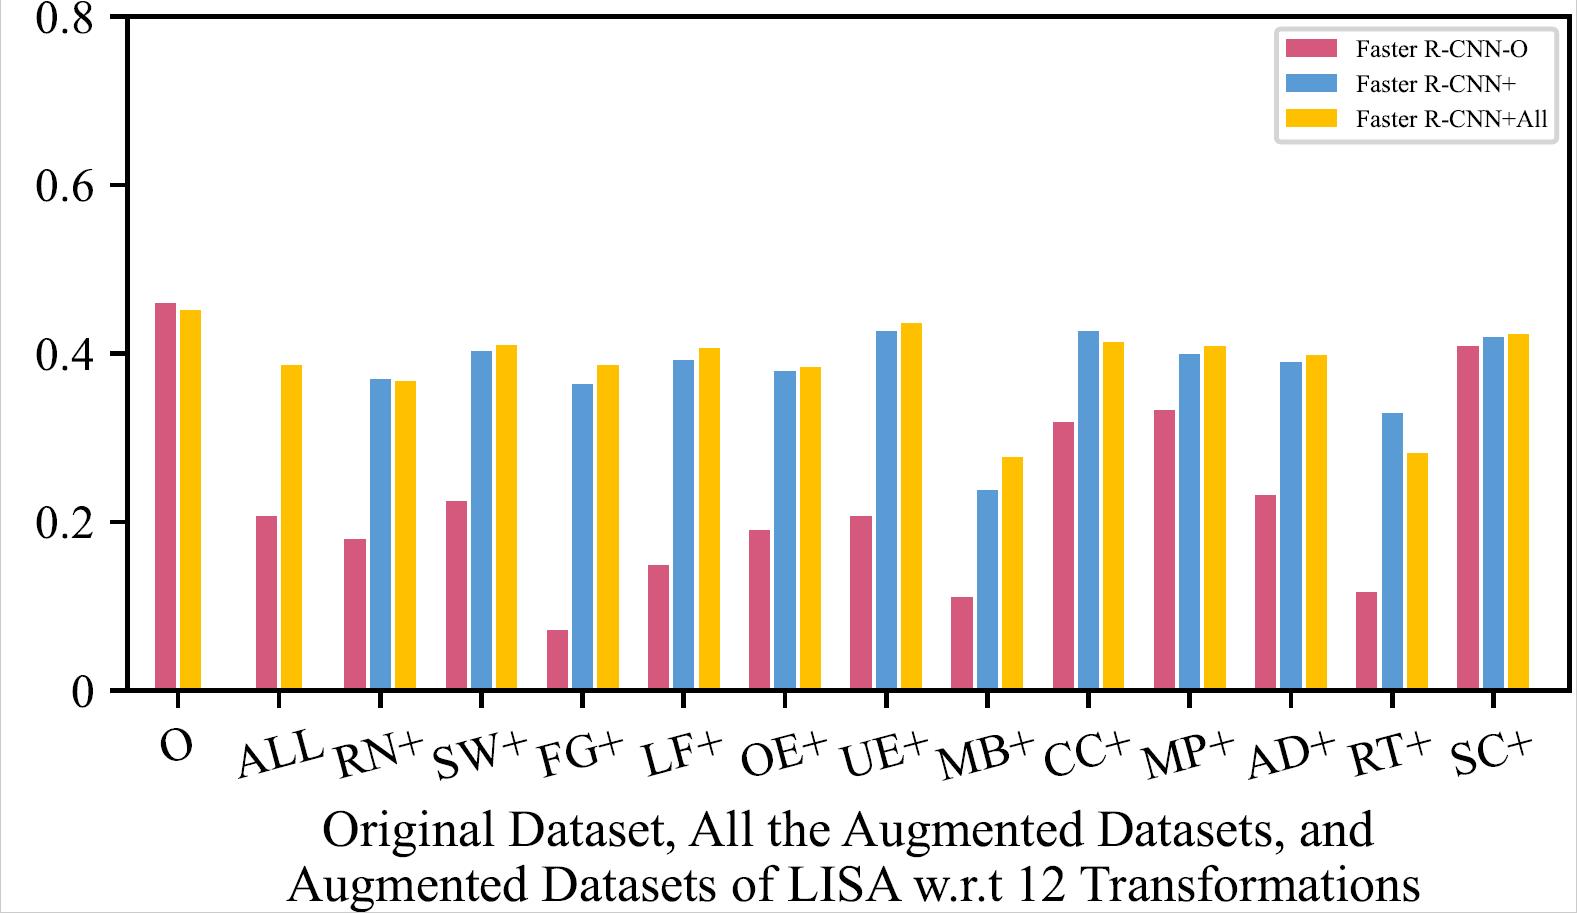 0.8
0.6
0.4
0.2
0
Faster R-CNN-O
Faster R-CNN+
Faster R-CNN+All
O ALL RN+ SW+ FG+ LF+ OE+ UE+ MB+ CC+ MP+ AD+ RT+ SC+
Original Dataset, All the Augmented Datasets, and
Augmented Datasets of LISA w.r.t 12 Transformations